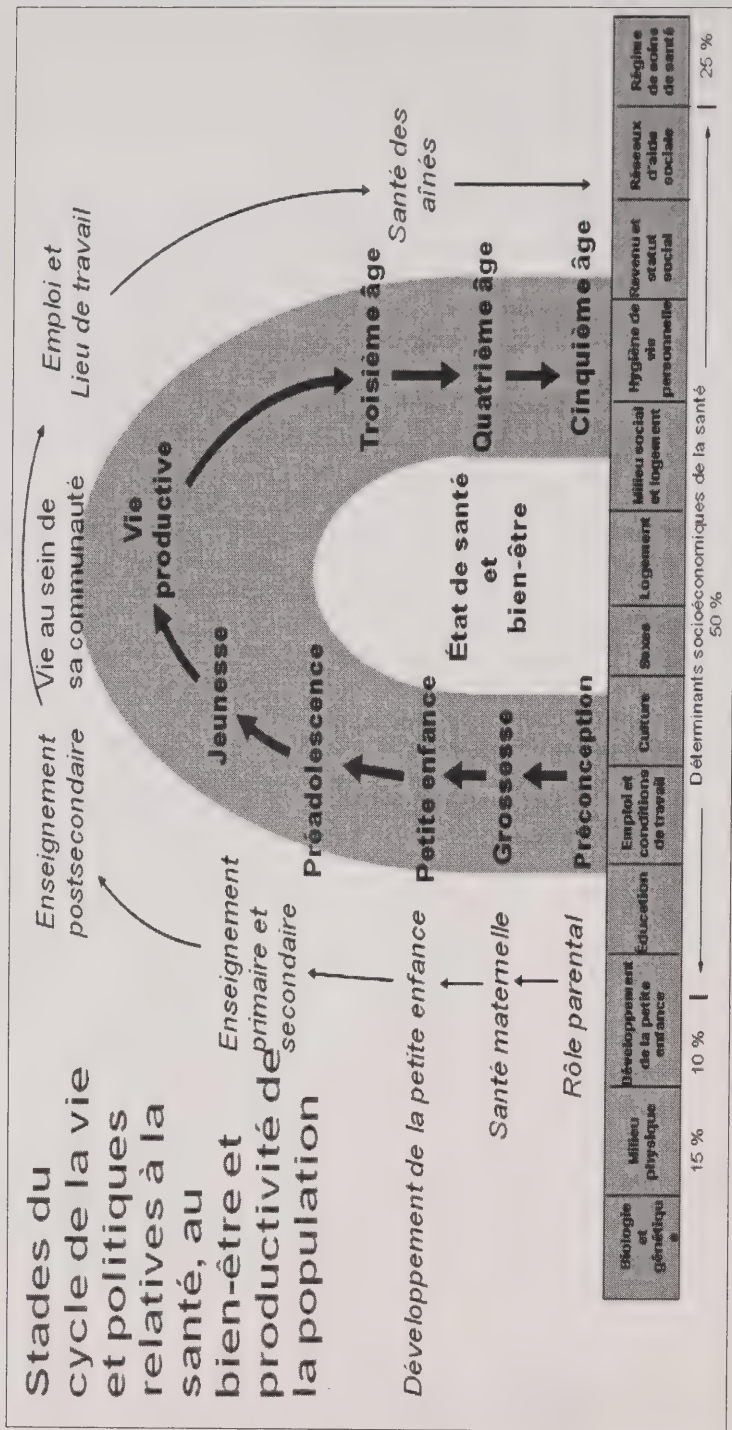 Stades du
cycle de la vie
et politiques
relatives à la
santé, au
bien-être et
productivité de
la population
Enseignement
postsecondaire
Vie au sein de
sa communauté
Emploi et
Lieu de travail
Enseignement
primaire et
secondaire
Développement de la petite enfance
Santé maternelle
Rôle parental
Santé des
aînés
Vie
productive
Jeunesse
Préadolescence
Petite enfance
Grossesse
Préconception
Troisième âge
Quatrième âge
Cinquième âge
État de santé
et
bien-être
Biologie
et
génétiqu
e
Milieu
physique
Développement
de la petite
enfance
Éducation
Emploi et
conditions
de travail
Culture
Sexes
Logement
Milieu social
et logement
Hygiène de
vie
personnelle
Revenu et
statut
social
Réseaux
d'aide
sociale
Régime
de soins
de santé
15 %
10 %
Déterminants socioéconomiques de la santé
50 %
25 %